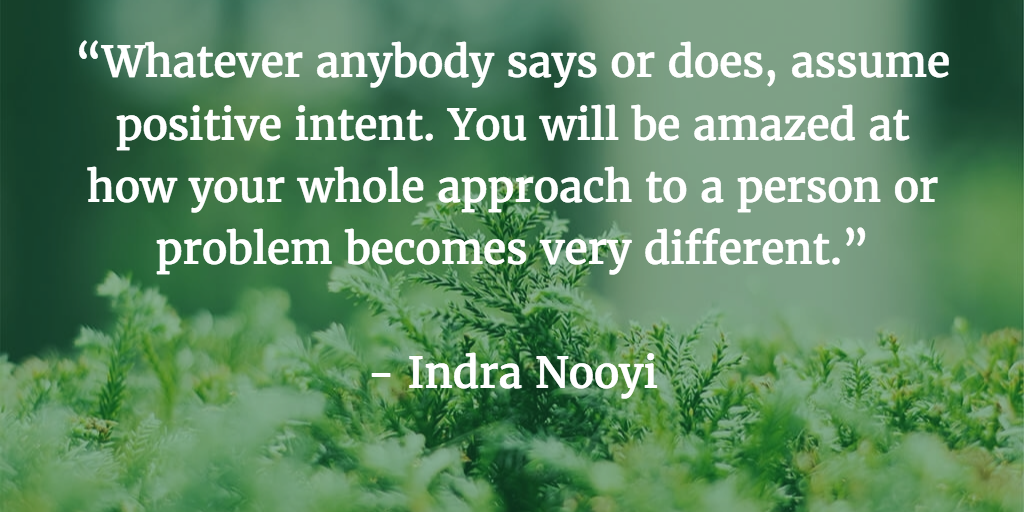 “Whatever anybody says or does, assume
positive intent. You will be amazed at
how your whole approach to a person or
problem becomes very different.”
- Indra Nooyi